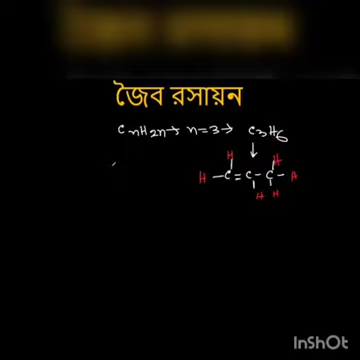 জৈব রসায়ন
CnH2n → n=3 → C3H6
↓
H H
H - C = C - C - H
H H
InShOt